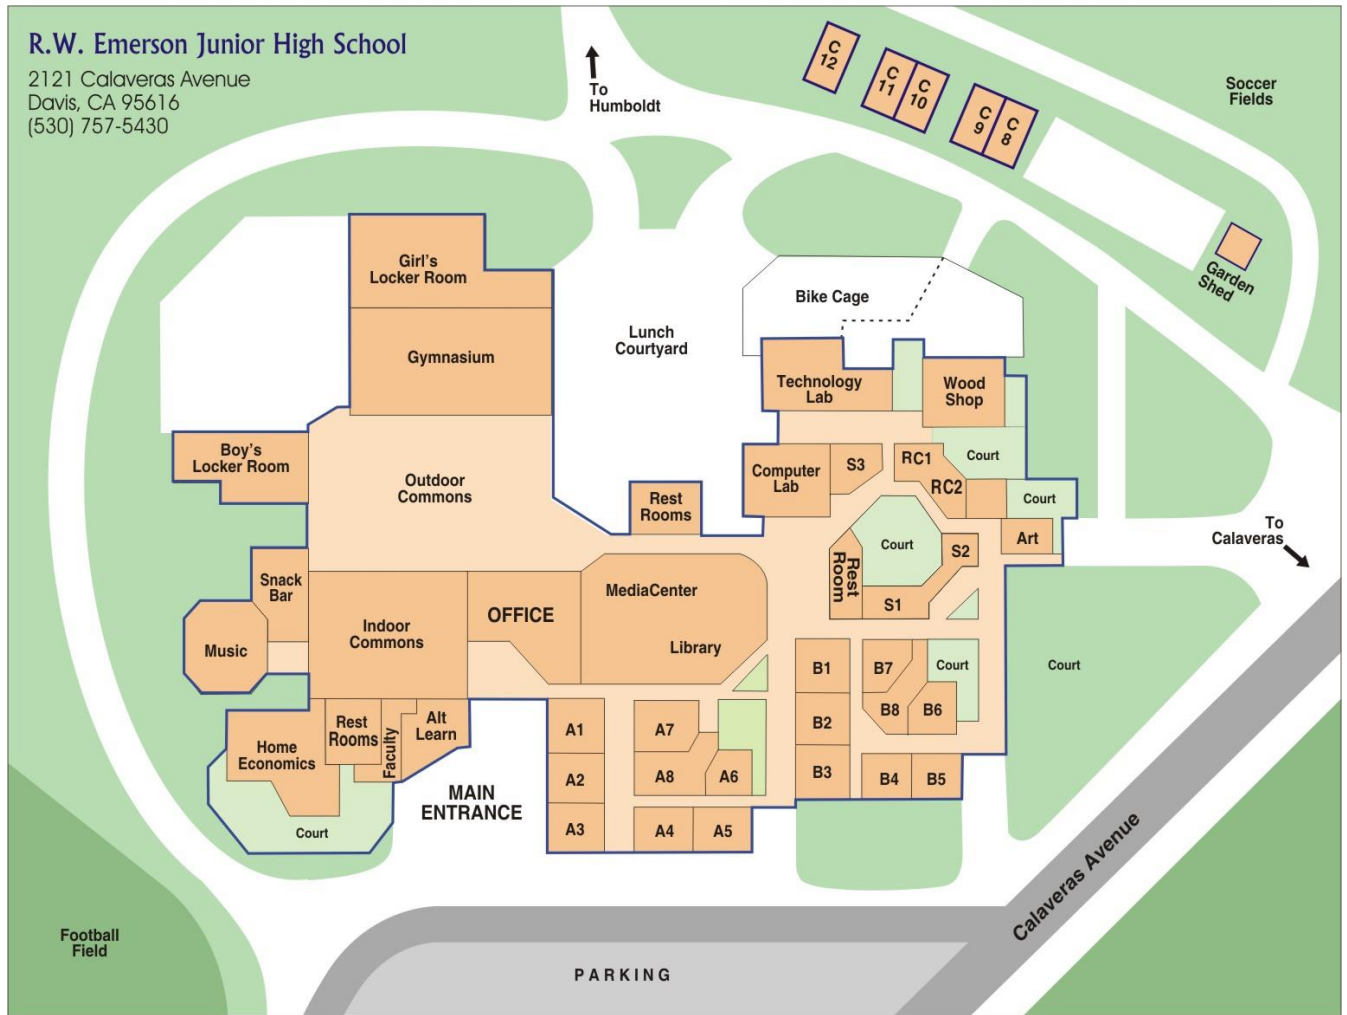 R.W. Emerson Junior High School
2121 Calaveras Avenue
Davis, CA 95616
(530) 757-5430
To
Humboldt
C
12
C
11
C
10
C
9
C
8
Soccer
Fields
Garden
Shed
Girl's
Locker Room
Gymnasium
Lunch
Courtyard
Bike Cage
Technology
Lab
Wood
Shop
Boy's
Locker Room
Outdoor
Commons
Rest
Rooms
Computer
Lab
S3
RC1
RC2
Court
Court
Art
To
Calaveras
Court
Rest
Room
S2
S1
Snack
Bar
Music
Indoor
Commons
OFFICE
MediaCenter
Library
B1
B2
B3
B7
B8
B6
Court
B4
B5
Court
Home
Economics
Rest
Rooms
Faculty
Alt
Learn
Court
MAIN
ENTRANCE
A1
A2
A3
A7
A8
A6
A4
A5
Football
Field
PARKING
Calaveras Avenue